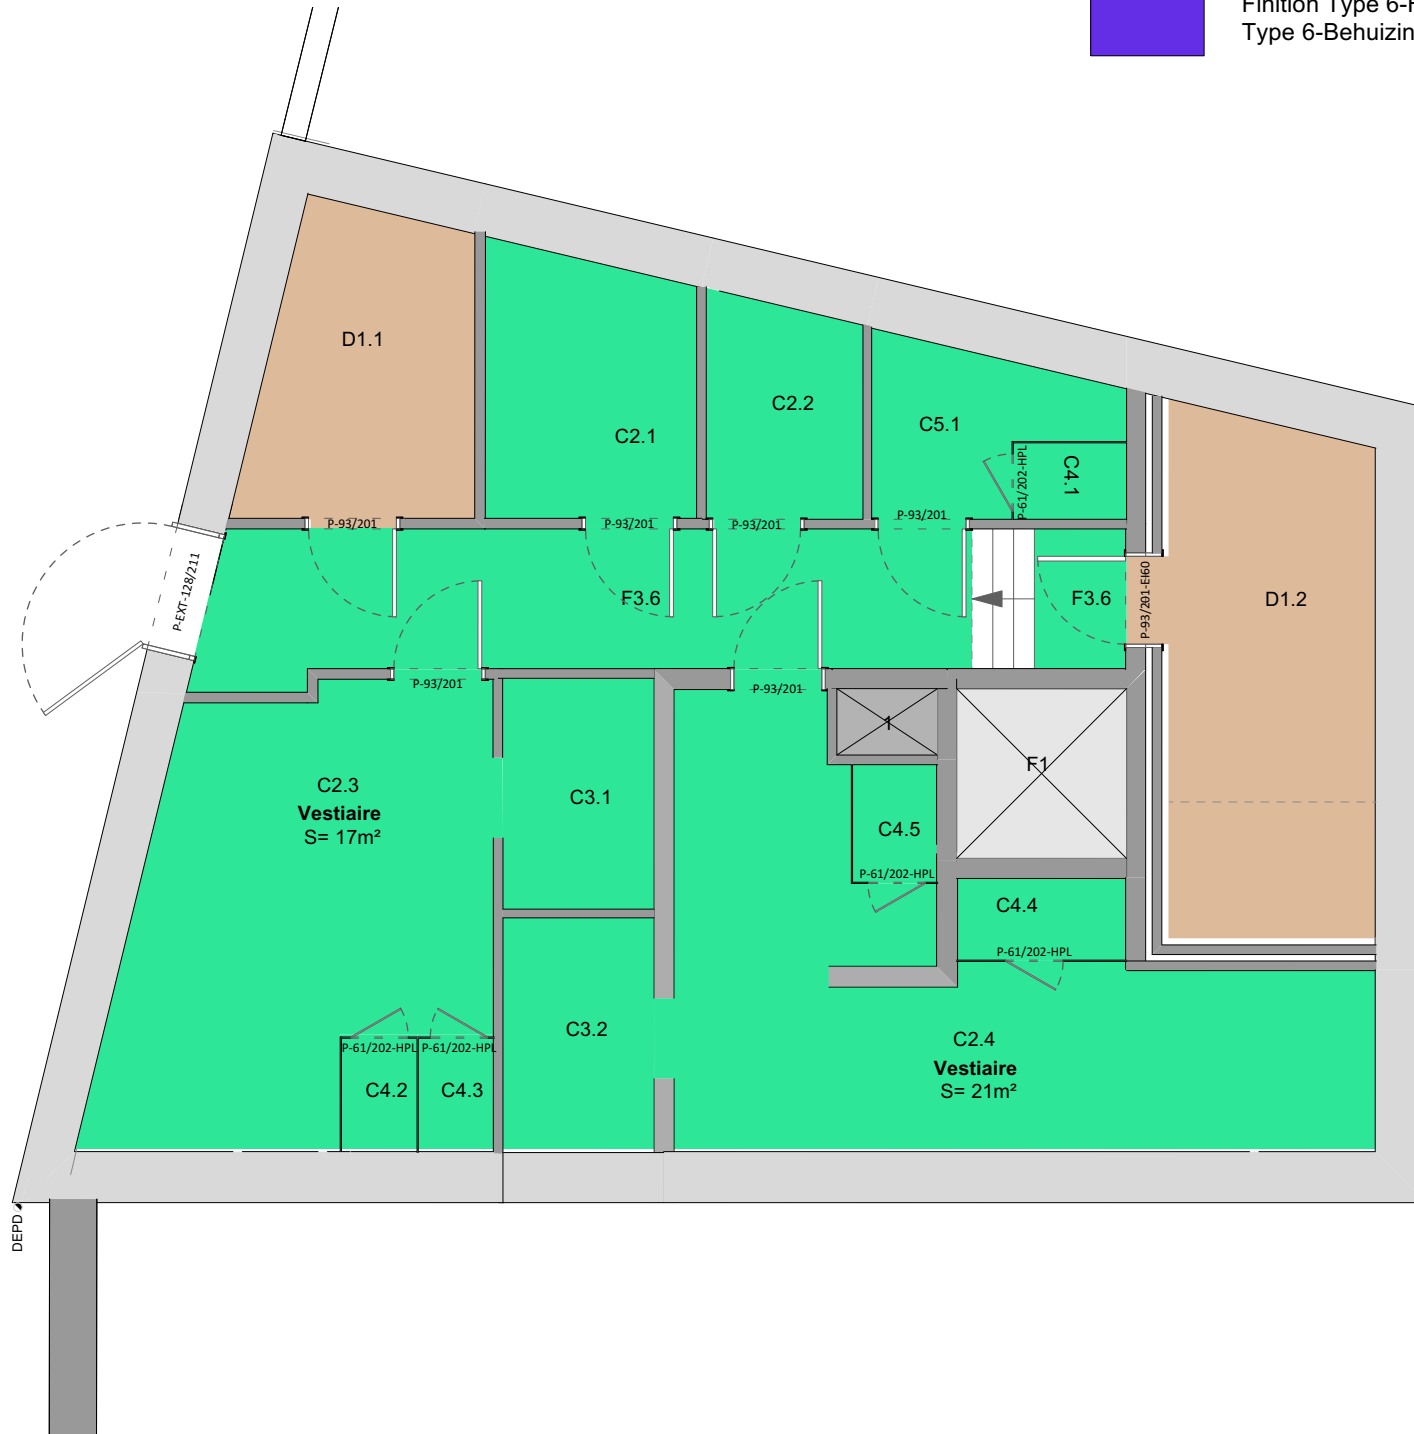 Finition Type 6-
Type 6-Behuizin
D1.1
C2.1
C2.2
C5.1
C4.1
P-61/202-HPL
P-93/201
P-93/201
P-93/201
P-93/201
P-EXT-128/211
F3.6
F3.6
P-93/201-EI60
D1.2
P-93/201
P-93/201
1
F1
C2.3
Vestiaire
S= 17m²
C3.1
C4.5
P-61/202-HPL
C4.4
P-61/202-HPL
C3.2
C2.4
Vestiaire
S= 21m²
P-61/202-HPL
P-61/202-HPL
C4.2
C4.3
DEPD